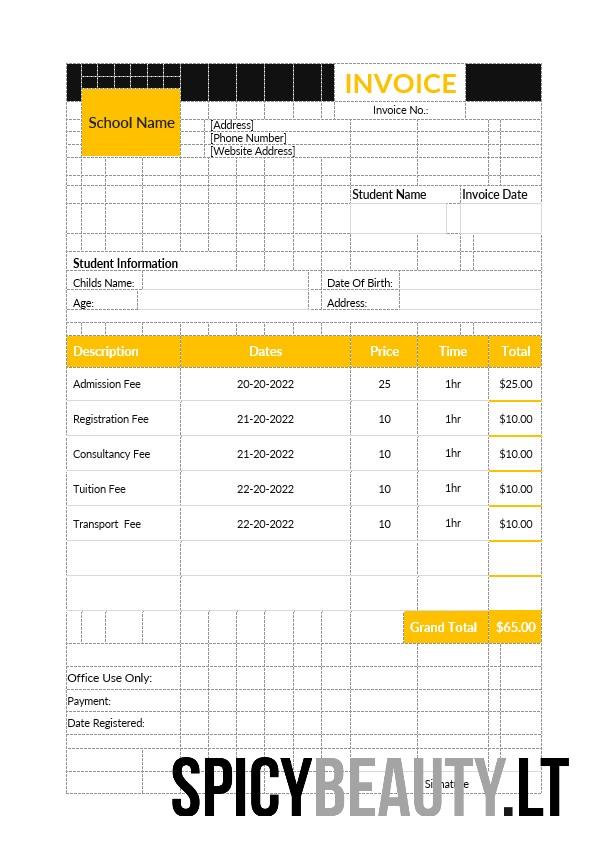 INVOICE
Invoice No.:
School Name
[Address]
[Phone Number]
[Website Address]
Student Name Invoice Date
Student Information
Childs Name: Date Of Birth:
Age: Address:
Description Dates Price Time Total
Admission Fee 20-20-2022 25 1hr $25.00
Registration Fee 21-20-2022 10 1hr $10.00
Consultancy Fee 21-20-2022 10 1hr $10.00
Tuition Fee 22-20-2022 10 1hr $10.00
Transport Fee 22-20-2022 10 1hr $10.00
Grand Total $65.00
Office Use Only:
Payment:
Date Registered:
Signature
SPICYBEAUTY.LT